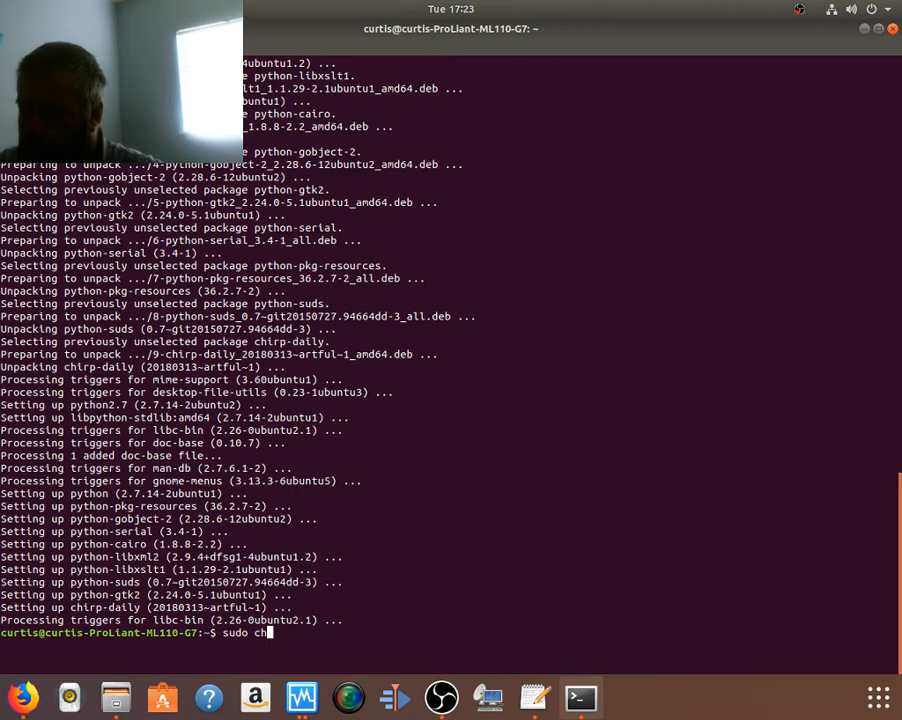 Tue 17:23
curtis@curtis-ProLiant-ML110-G7: ~
4ubuntu1.2) ...
e python-libxslt1.
lt1_1.1.29-2.1ubuntu1_amd64.deb ...
buntu1) ...
e python-cairo.
_1.8.8-2.2_amd64.deb ...
e python-gobject-2.
Preparing to unpack .../4-python-gobject-2_2.28.6-12ubuntu2_amd64.deb ...
Unpacking python-gobject-2 (2.28.6-12ubuntu2) ...
Selecting previously unselected package python-gtk2.
Preparing to unpack .../5-python-gtk2_2.24.0-5.1ubuntu1_amd64.deb ...
Unpacking python-gtk2 (2.24.0-5.1ubuntu1) ...
Selecting previously unselected package python-serial.
Preparing to unpack .../6-python-serial_3.4-1_all.deb ...
Unpacking python-serial (3.4-1) ...
Selecting previously unselected package python-pkg-resources.
Preparing to unpack .../7-python-pkg-resources_36.2.7-2_all.deb ...
Unpacking python-pkg-resources (36.2.7-2) ...
Selecting previously unselected package python-suds.
Preparing to unpack .../8-python-suds_0.7~git20150727.94664dd-3_all.deb ...
Unpacking python-suds (0.7~git20150727.94664dd-3) ...
Selecting previously unselected package chirp-daily.
Preparing to unpack .../9-chirp-daily_20180313~artful~1_amd64.deb ...
Unpacking chirp-daily (20180313~artful~1) ...
Processing triggers for mime-support (3.60ubuntu1) ...
Processing triggers for desktop-file-utils (0.23-1ubuntu3) ...
Setting up python2.7 (2.7.14-2ubuntu2) ...
Setting up libpython-stdlib:amd64 (2.7.14-2ubuntu1) ...
Processing triggers for libc-bin (2.26-0ubuntu2.1) ...
Processing triggers for doc-base (0.10.7) ...
Processing 1 added doc-base file...
Processing triggers for man-db (2.7.6.1-2) ...
Processing triggers for gnome-menus (3.13.3-6ubuntu5) ...
Setting up python (2.7.14-2ubuntu1) ...
Setting up python-pkg-resources (36.2.7-2) ...
Setting up python-gobject-2 (2.28.6-12ubuntu2) ...
Setting up python-serial (3.4-1) ...
Setting up python-cairo (1.8.8-2.2) ...
Setting up python-libxml2 (2.9.4+dfsg1-4ubuntu1.2) ...
Setting up python-libxslt1 (1.1.29-2.1ubuntu1) ...
Setting up python-suds (0.7~git20150727.94664dd-3) ...
Setting up python-gtk2 (2.24.0-5.1ubuntu1) ...
Setting up chirp-daily (20180313~artful~1) ...
Processing triggers for libc-bin (2.26-0ubuntu2.1) ...
curtis@curtis-ProLiant-ML110-G7:~$ sudo ch